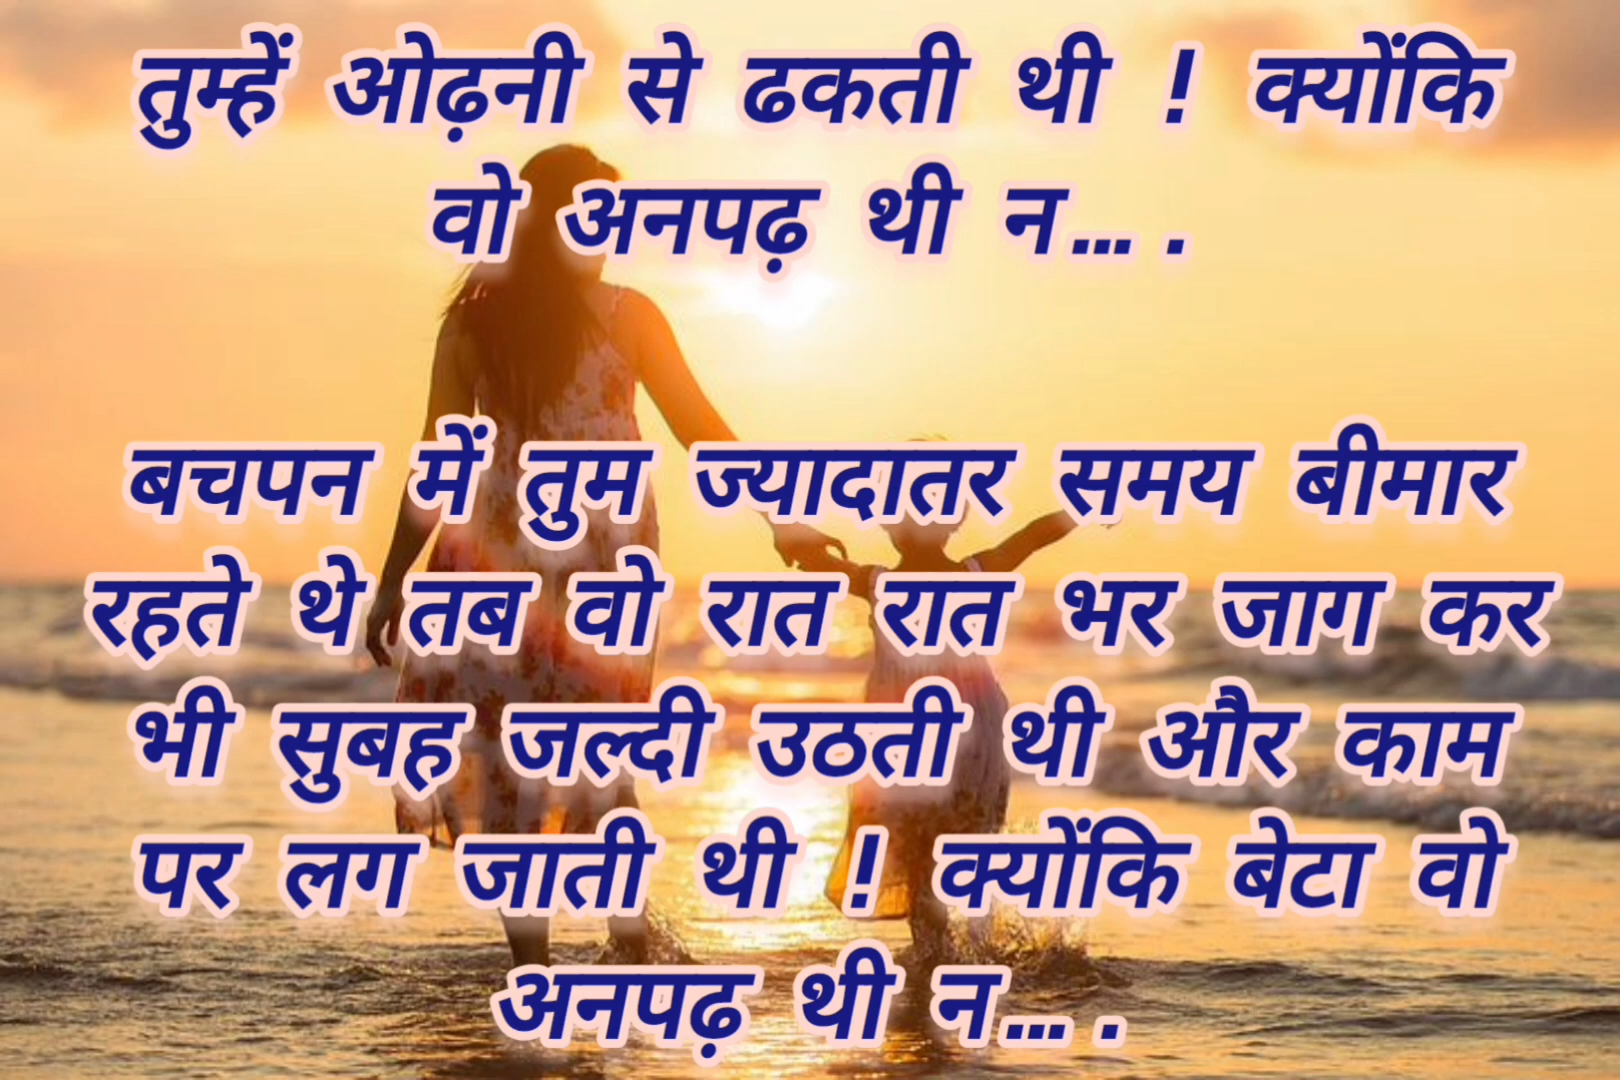 तुम्हें ओढ़नी से ढकती थी ! क्योंकि
वो अनपढ़ थी न... .
बचपन में तुम ज्यादातर समय बीमार
रहते थे तब वो रात रात भर जाग कर
भी सुबह जल्दी उठती थी और काम
पर लग जाती थी ! क्योंकि बेटा वो
अनपढ़ थी न... .